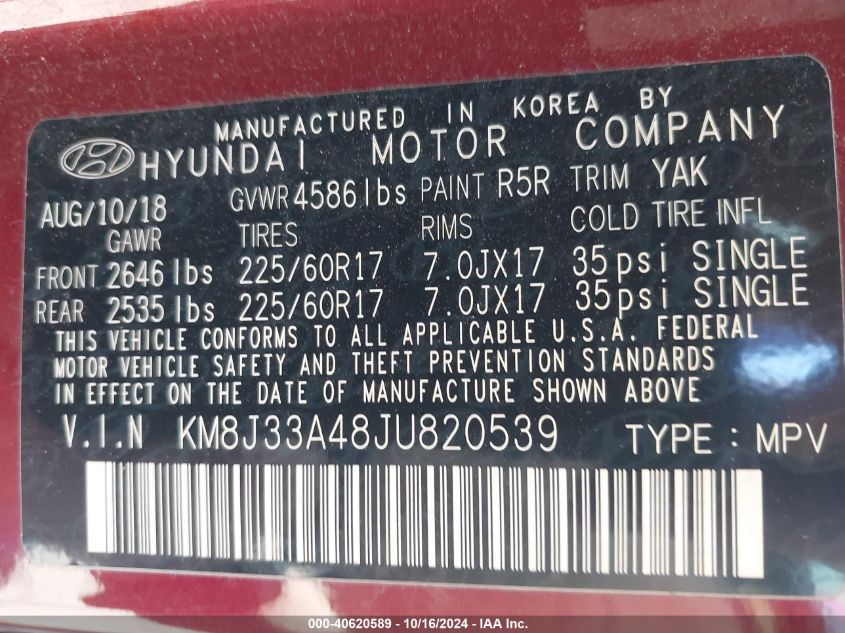 MANUFACTURED IN KOREA BY
HYUNDAI MOTOR COMPANY
AUG/10/18 GVWR 4586lbs PAINT R5R TRIM YAK
GAWR TIRES RIMS COLD TIRE INFL
FRONT 2646 lbs 225/60R17 7.0JX17 35psi SINGLE
REAR 2535 lbs 225/60R17 7.0JX17 35psi SINGLE
THIS VEHICLE CONFORMS TO ALL APPLICABLE U.S.A. FEDERAL
MOTOR VEHICLE SAFETY AND THEFT PREVENTION STANDARDS
IN EFFECT ON THE DATE OF MANUFACTURE SHOWN ABOVE
V.I.N KM8J33A48JU820539 TYPE : MPV
000-40620589 - 10/16/2024 - IAA Inc.